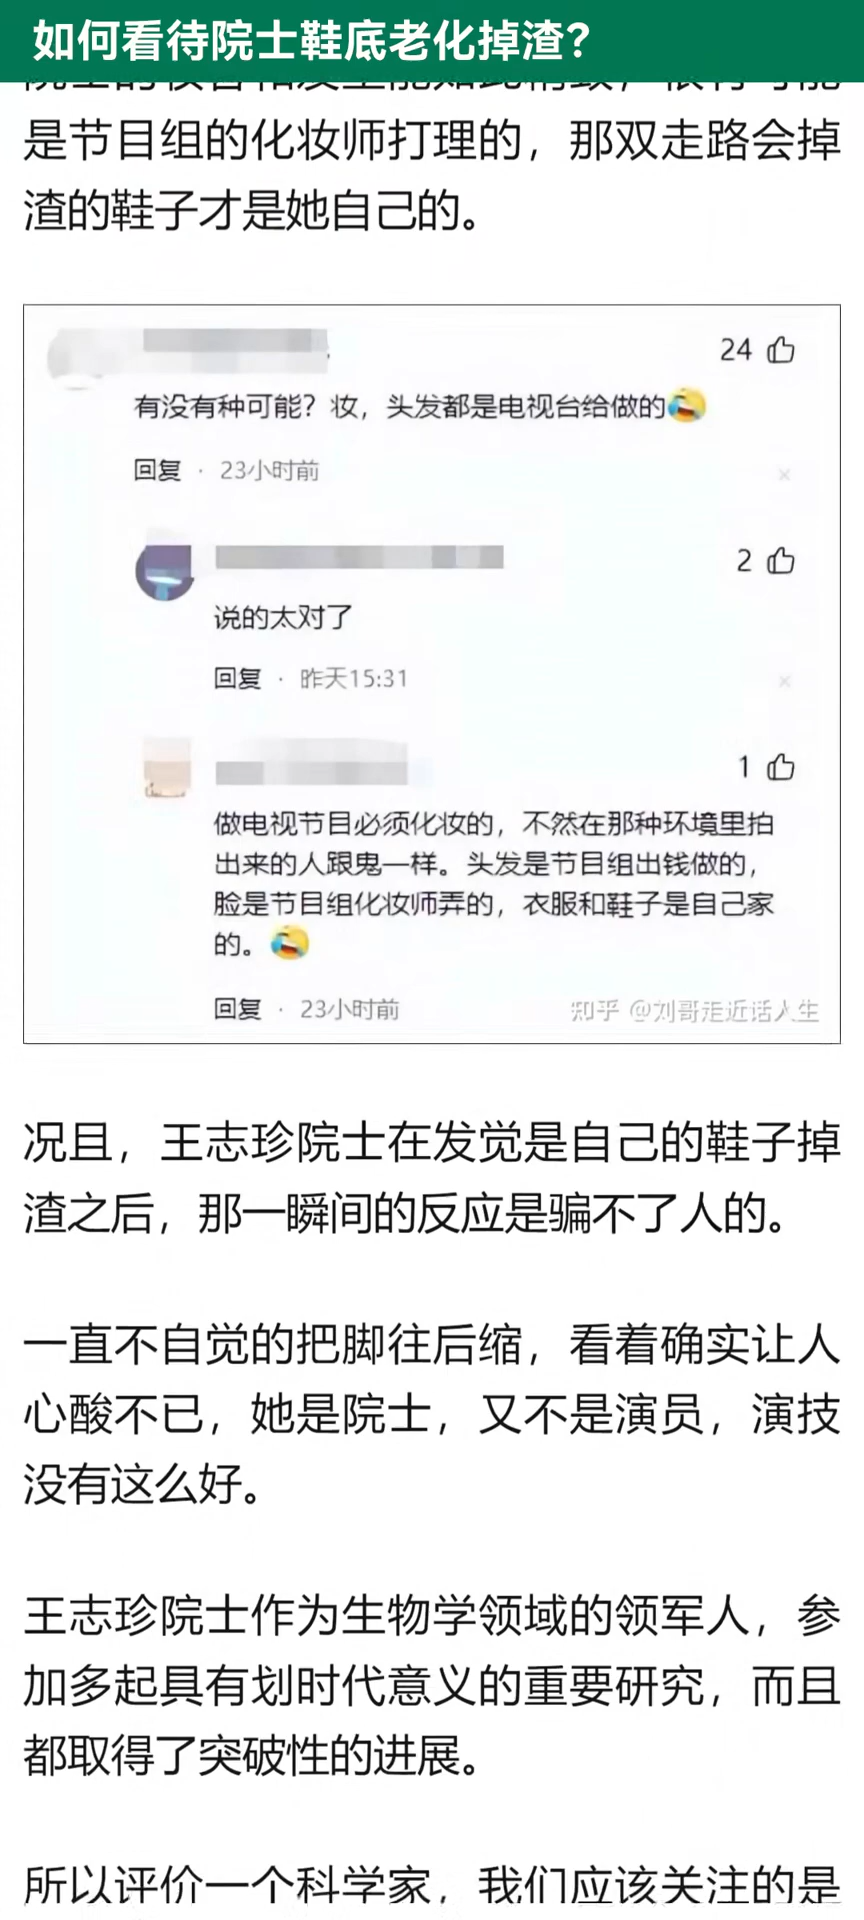 如何看待院士鞋底老化掉渣？
是节目组的化妆师打理的，那双走路会掉
渣的鞋子才是她自己的。
24
有没有种可能？妆，头发都是电视台给做的
回复 · 23小时前
2
说的太对了
回复 · 昨天15:31
1
做电视节目必须化妆的，不然在那种环境里拍
出来的人跟鬼一样。头发是节目组出钱做的，
脸是节目组化妆师弄的，衣服和鞋子是自己家
的。
回复 · 23小时前
知乎 @刘哥走近话人生
况且，王志珍院士在发觉是自己的鞋子掉
渣之后，那一瞬间的反应是骗不了人的。
一直不自觉的把脚往后缩，看着确实让人
心酸不已，她是院士，又不是演员，演技
没有这么好。
王志珍院士作为生物学领域的领军人，参
加多起具有划时代意义的重要研究，而且
都取得了突破性的进展。
所以评价一个科学家，我们应该关注的是